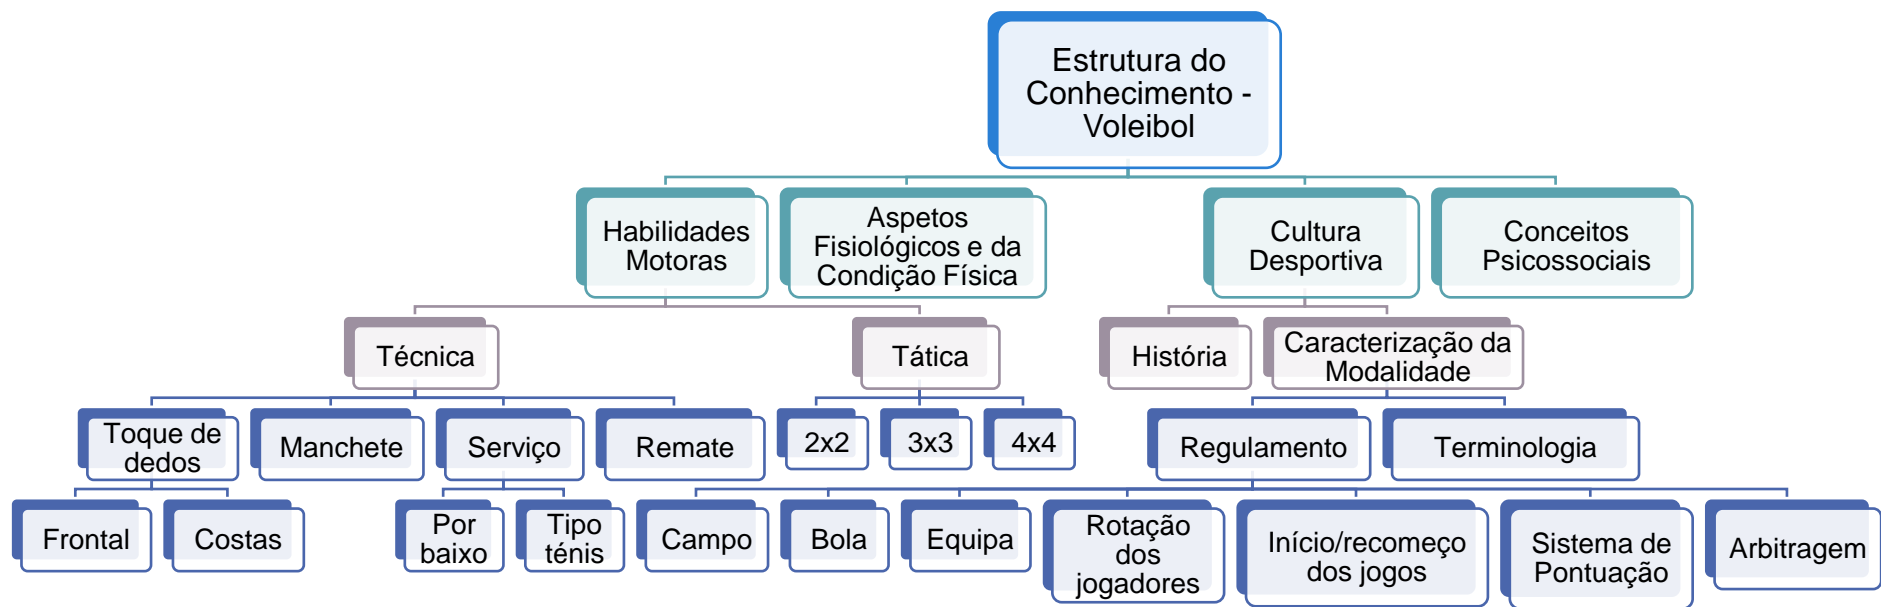 Estrutura do
Conhecimento -
Voleibol
Habilidades
Motoras
Aspetos
Fisiológicos e da
Condição Física
Cultura
Desportiva
Conceitos
Psicossociais
Técnica
Tática
História
Caracterização da
Modalidade
Toque de
dedos
Manchete
Serviço
Remate
2x2
3x3
4x4
Regulamento
Terminologia
Frontal
Costas
Por
baixo
Tipo
ténis
Campo
Bola
Equipa
Rotação
dos
jogadores
Início/recomeço
dos jogos
Sistema de
Pontuação
Arbitragem